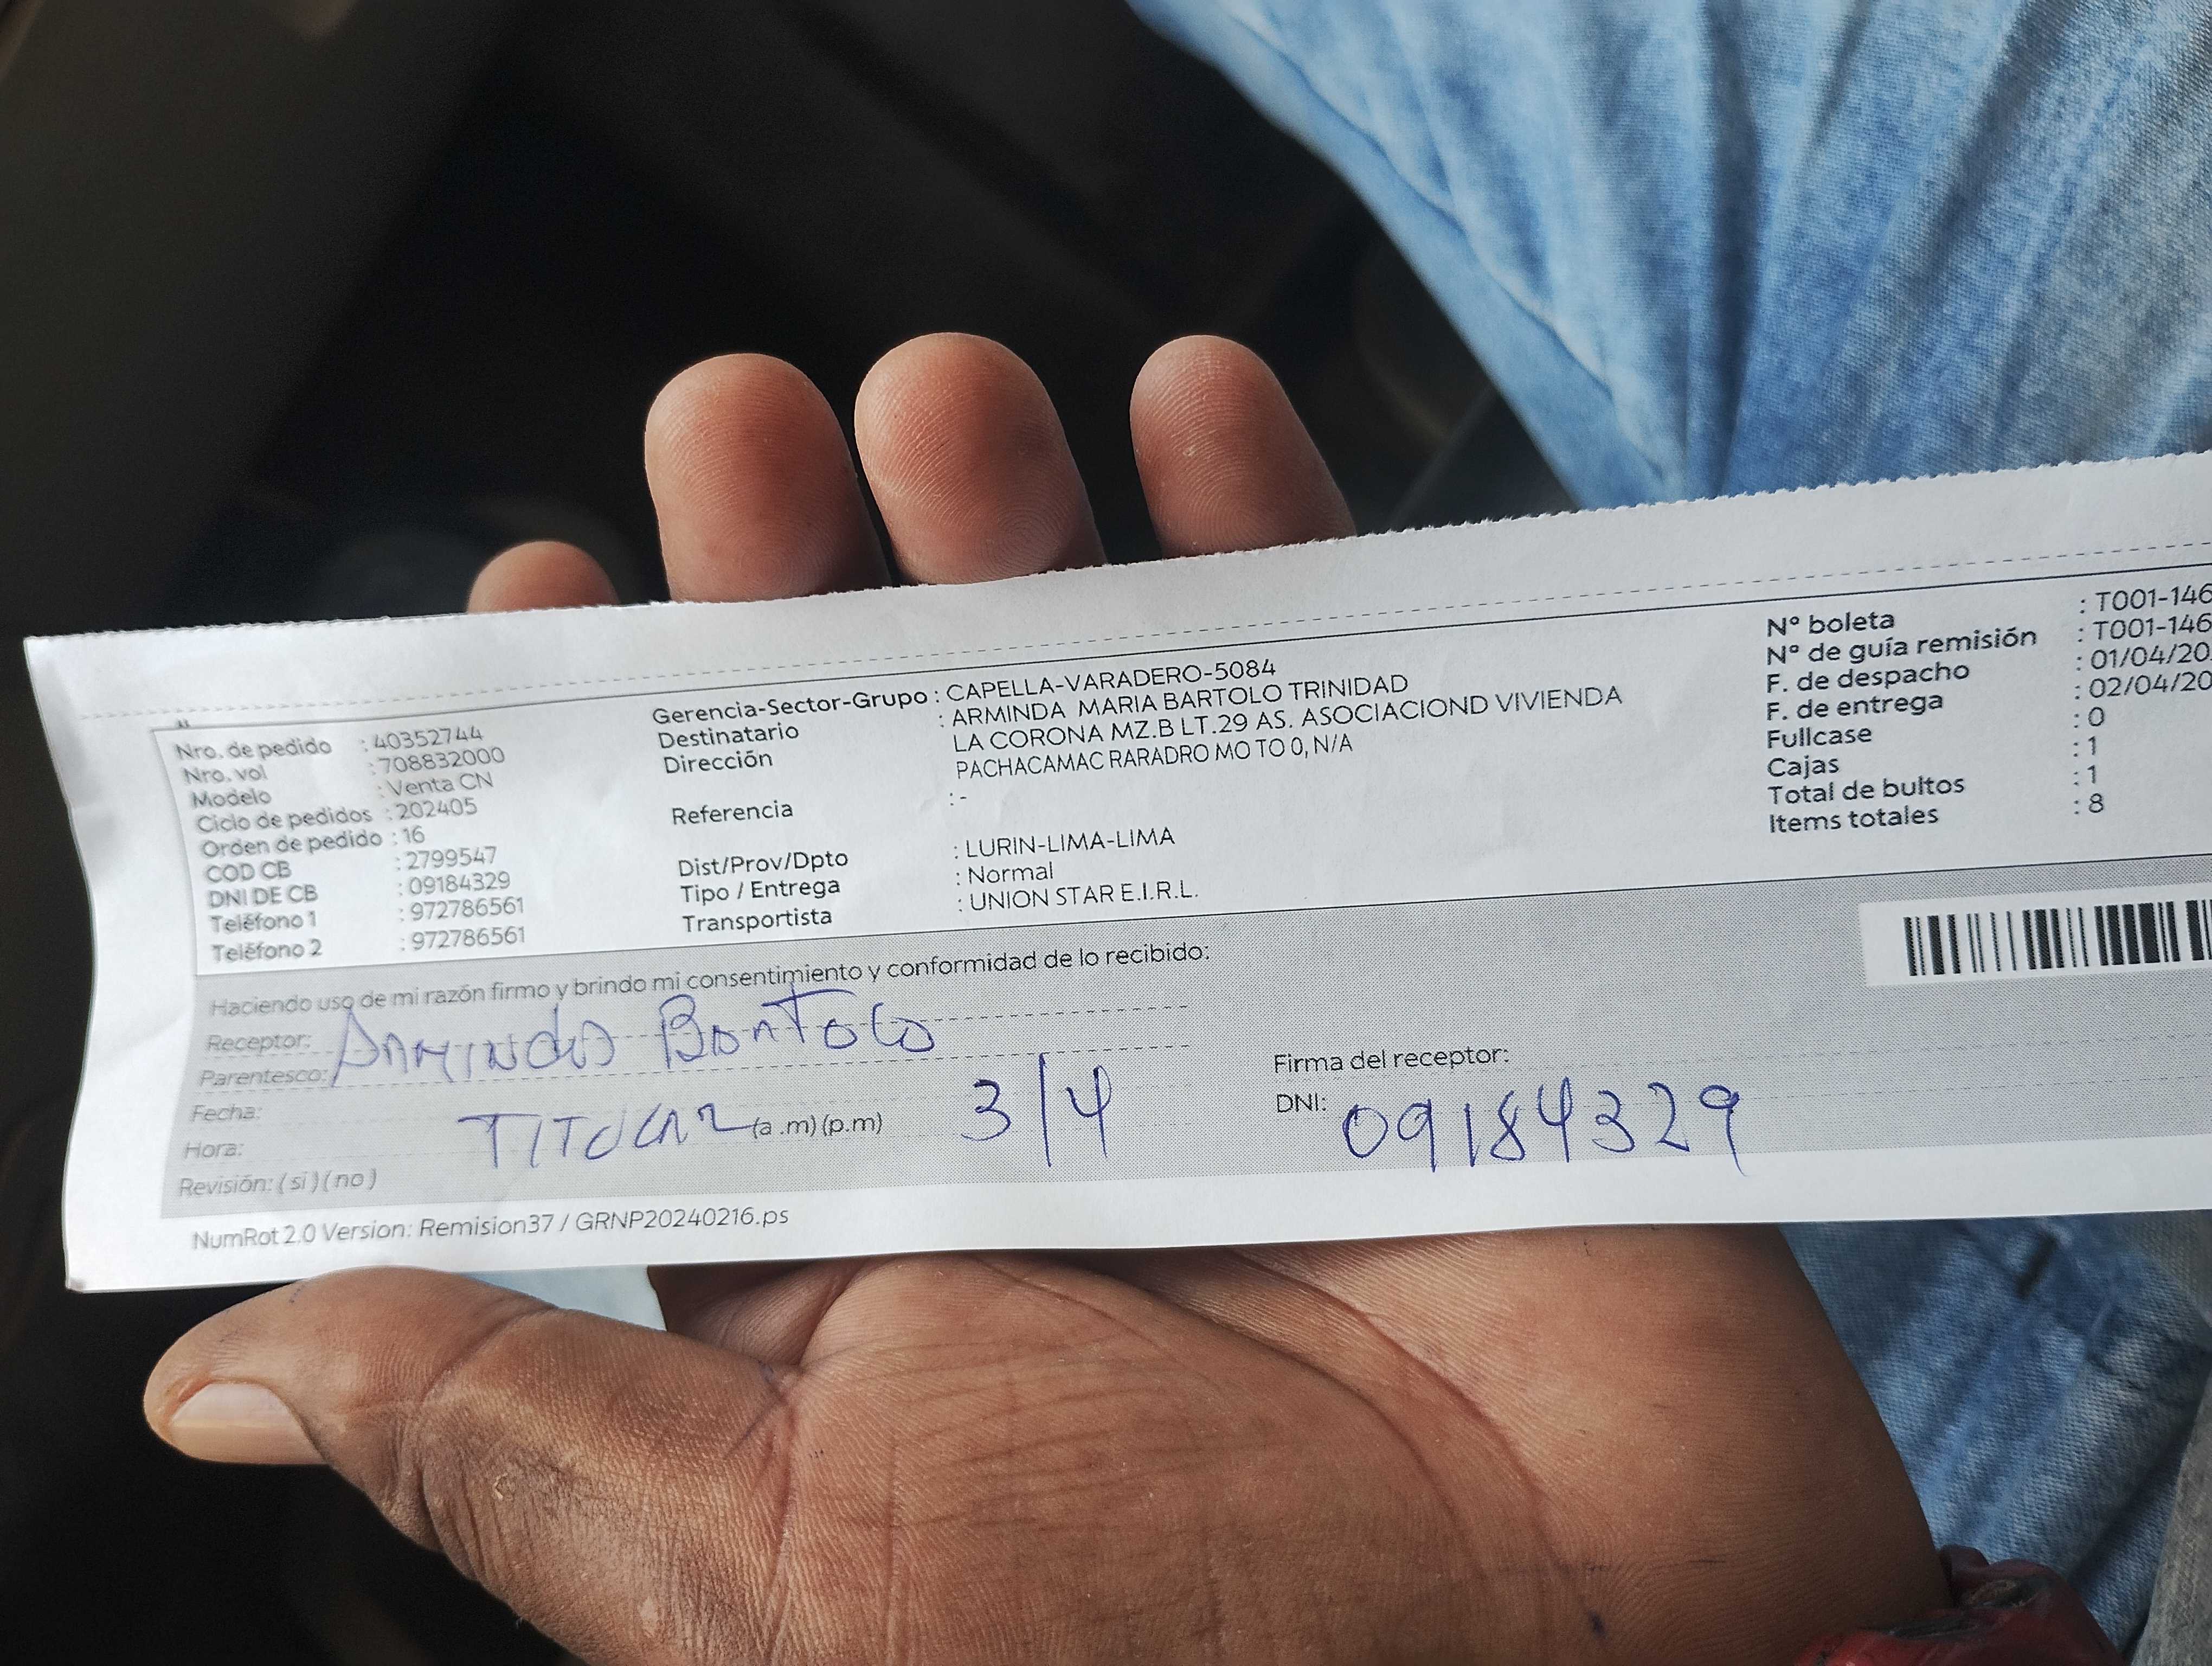 Nro. de pedido : 40352744
Nro. vol : 708832000
Modelo : Venta CN
Ciclo de pedidos : 202405
Orden de pedido : 16
COD CB : 2799547
DNI DE CB : 09184329
Teléfono 1 : 972786561
Teléfono 2 : 972786561
Gerencia-Sector-Grupo : CAPELLA-VARADERO-5084
Destinatario : ARMINDA MARIA BARTOLO TRINIDAD
Dirección LA CORONA MZ.B LT.29 AS. ASOCIACIOND VIVIENDA
PACHACAMAC RARADRO MO TO 0, N/A
Referencia : -
Dist/Prov/Dpto : LURIN-LIMA-LIMA
Tipo / Entrega : Normal
Transportista : UNION STAR E.I.R.L.
Nº boleta : T001-146
Nº de guía remisión : T001-146
F. de despacho : 01/04/20
F. de entrega : 02/04/20
Fullcase : 0
Cajas : 1
Total de bultos : 1
Items totales : 8
Haciendo uso de mi razón firmo y brindo mi consentimiento y conformidad de lo recibido:
Receptor: Arminda Bartolo
Parentesco:
Fecha:
TITULAR (a .m) (p.m) 3/4
Hora:
Revisión: ( si ) ( no )
Firma del receptor:
DNI: 09184329
NumRot 2.0 Version: Remision37 / GRNP20240216.ps